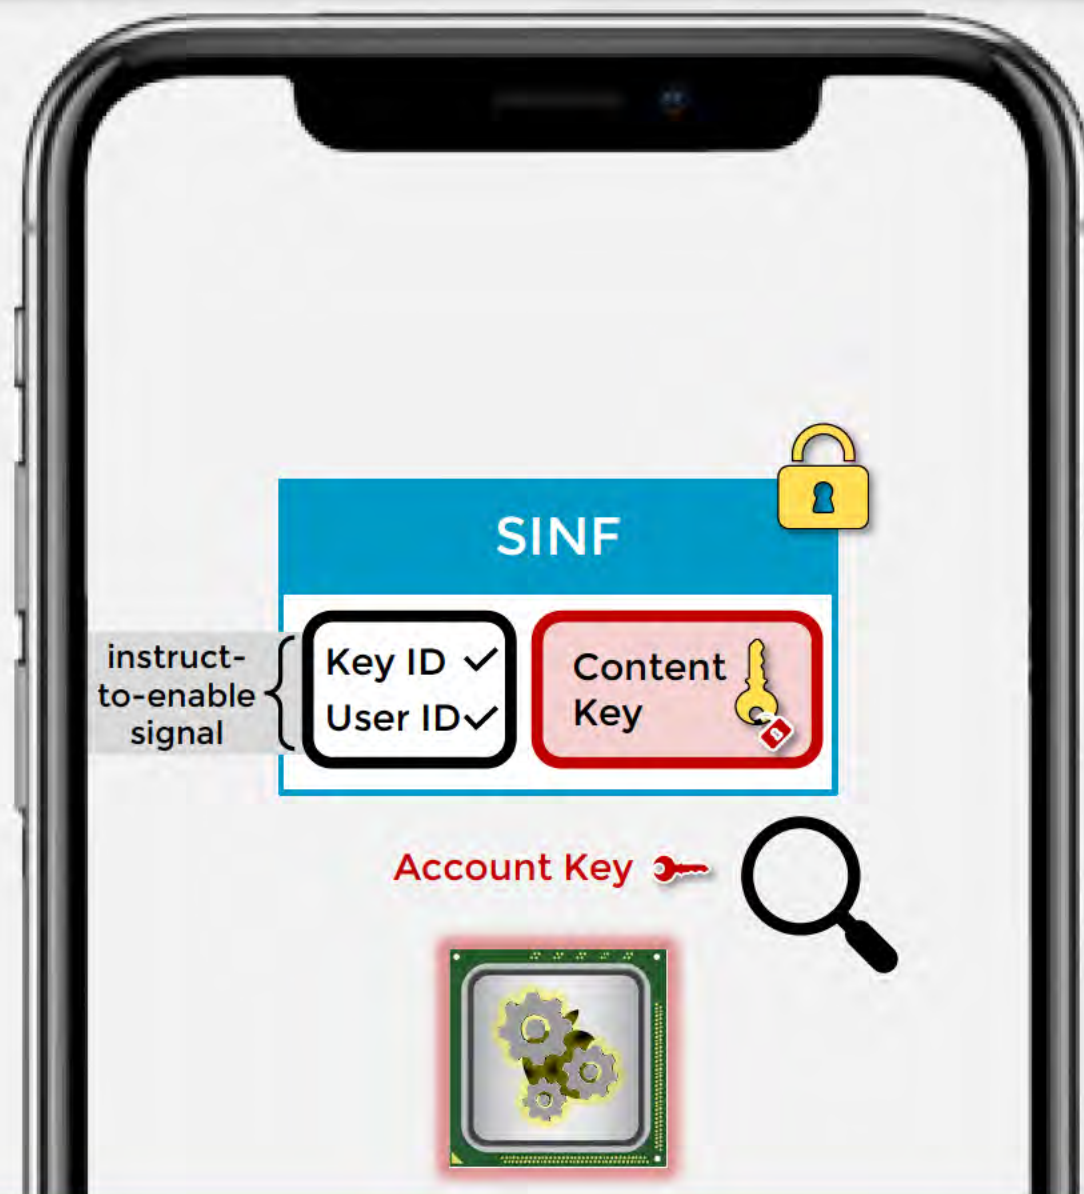 SINF
instruct-
to-enable
signal
Key ID ✓
User ID ✓
Content
Key
Account Key